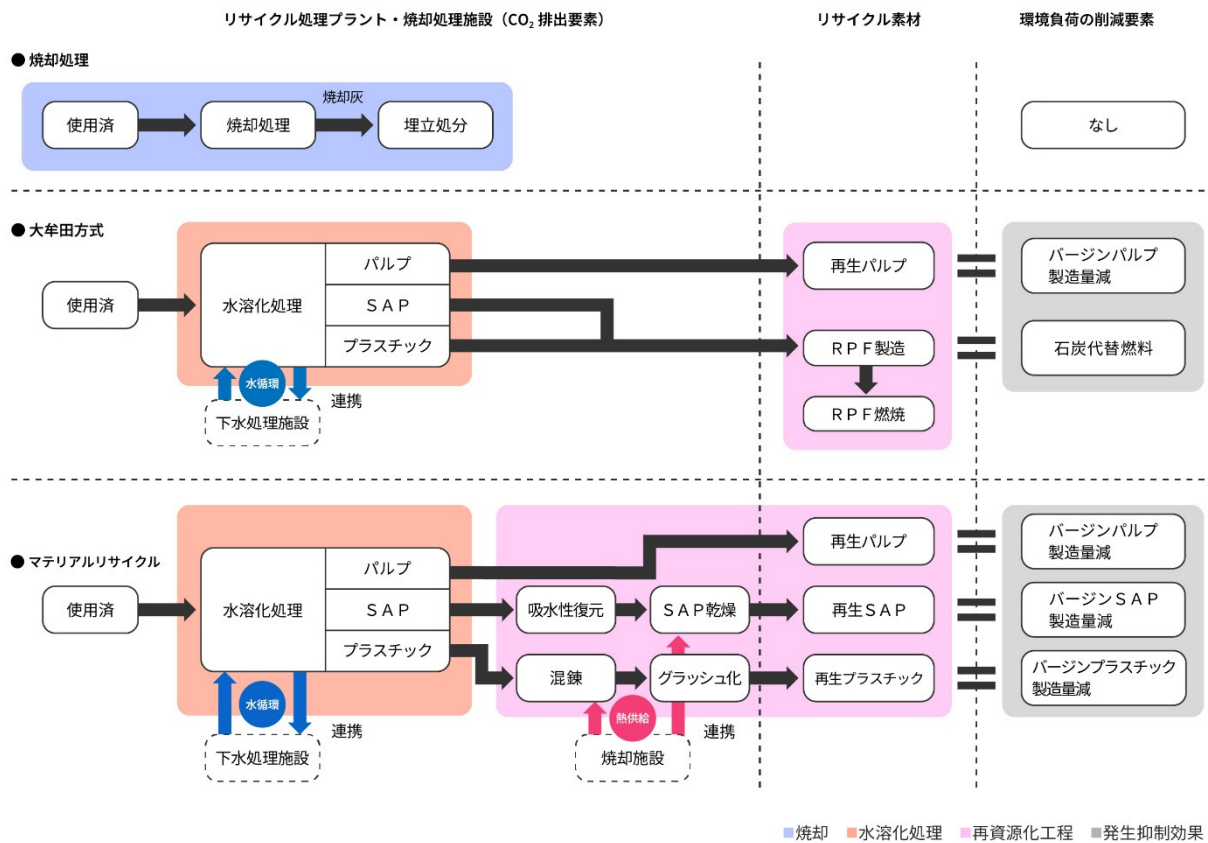 リサイクル処理プラント・焼却処理施設（CO₂ 排出要素）
リサイクル素材
環境負荷の削減要素
● 焼却処理
使用済
焼却処理
焼却灰
埋立処分
なし
● 大牟田方式
使用済
水溶化処理
パルプ
ＳＡＰ
プラスチック
水循環
連携
下水処理施設
再生パルプ
ＲＰＦ製造
ＲＰＦ燃焼
バージンパルプ
製造量減
石炭代替燃料
● マテリアルリサイクル
使用済
水溶化処理
パルプ
ＳＡＰ
プラスチック
水循環
連携
下水処理施設
吸水性復元
ＳＡＰ乾燥
混錬
グラッシュ化
熱供給
連携
焼却施設
再生パルプ
再生ＳＡＰ
再生プラスチック
バージンパルプ
製造量減
バージンＳＡＰ
製造量減
バージンプラスチック
製造量減
■焼却 ■水溶化処理 ■再資源化工程 ■発生抑制効果